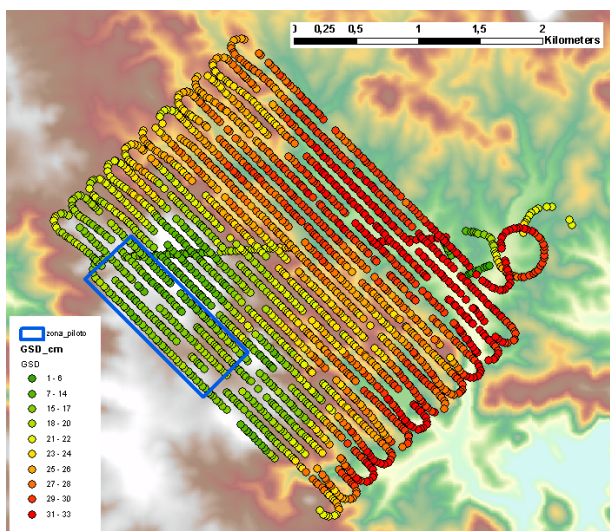 0 0,25 0,5 1 1,5 2
Kilometers
zona_piloto
GSD_cm
GSD
1 - 6
7 - 14
15 - 17
18 - 20
21 - 22
23 - 24
25 - 26
27 - 28
29 - 30
31 - 33